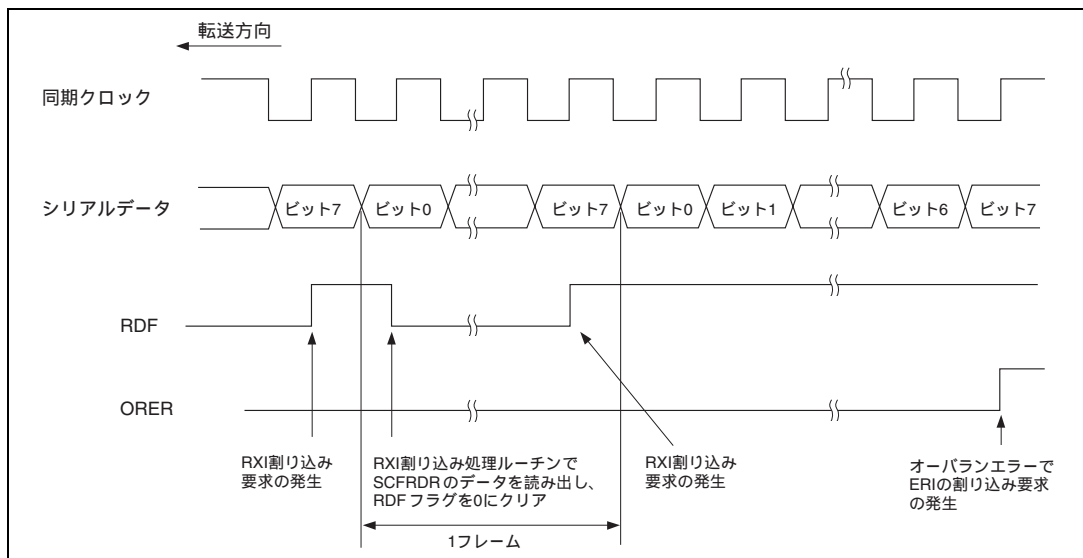 転送方向
同期クロック
シリアルデータ
ビット7
ビット0
ビット7
ビット0
ビット1
ビット6
ビット7
RDF
ORER
RXI割り込み
要求の発生
RXI割り込み処理ルーチンで
SCFRDRのデータを読み出し、
RDFフラグを0にクリア
RXI割り込み
要求の発生
オーバランエラーで
ERIの割り込み要求
の発生
1フレーム